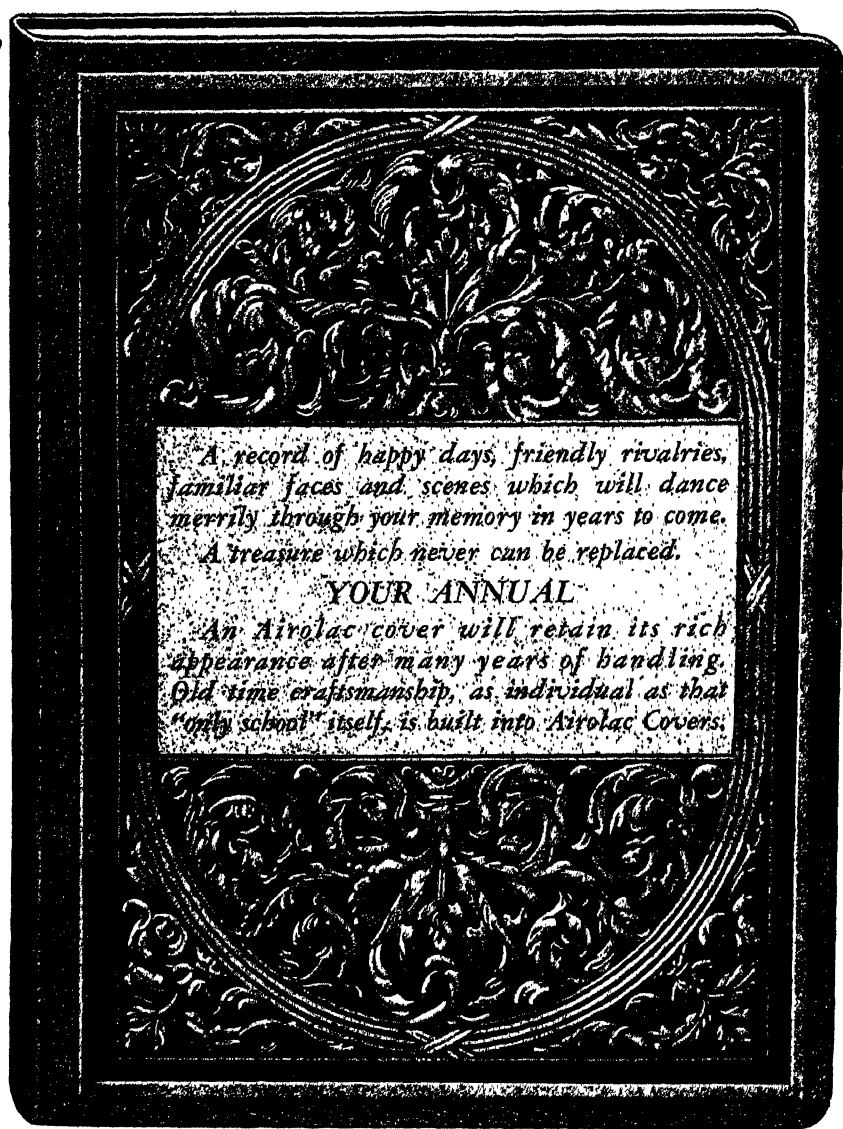 A record of happy days, friendly rivalries,
familiar faces and scenes which will dance
merrily through your memory in years to come.
A treasure which never can be replaced.
YOUR ANNUAL
An Airolac cover will retain its rich
appearance after many years of handling.
Old time craftsmanship, as individual as that
"only school" itself, is built into Airolac Covers.